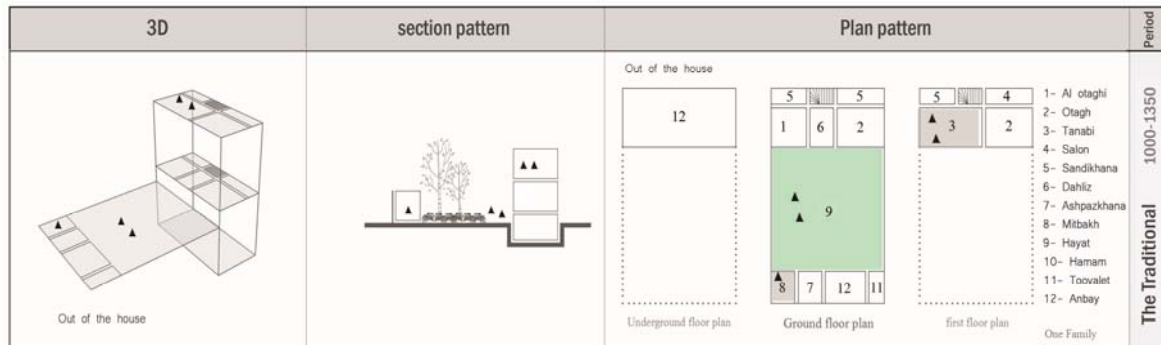 3D
section pattern
Plan pattern
Period
Out of the house
Out of the house
12
Underground floor plan
5 5
1 6 2
9
8 7 12 11
Ground floor plan
5 4
3 2
first floor plan
1- Al otaghi
2- Otagh
3- Tanabi
4- Salon
5- Sandikhana
6- Dahliz
7- Ashpazkhana
8- Mitbakh
9- Hayat
10- Hamam
11- Toovalet
12- Anbay
One Family
The Traditional 1000-1350